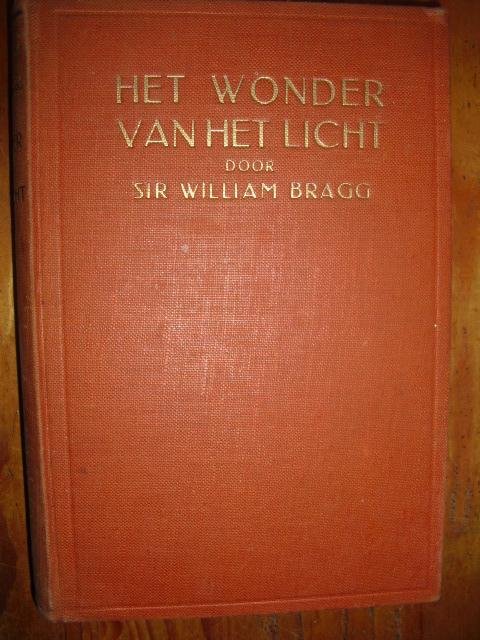 HET WONDER
VAN HET LICHT
DOOR
SIR WILLIAM BRAGG